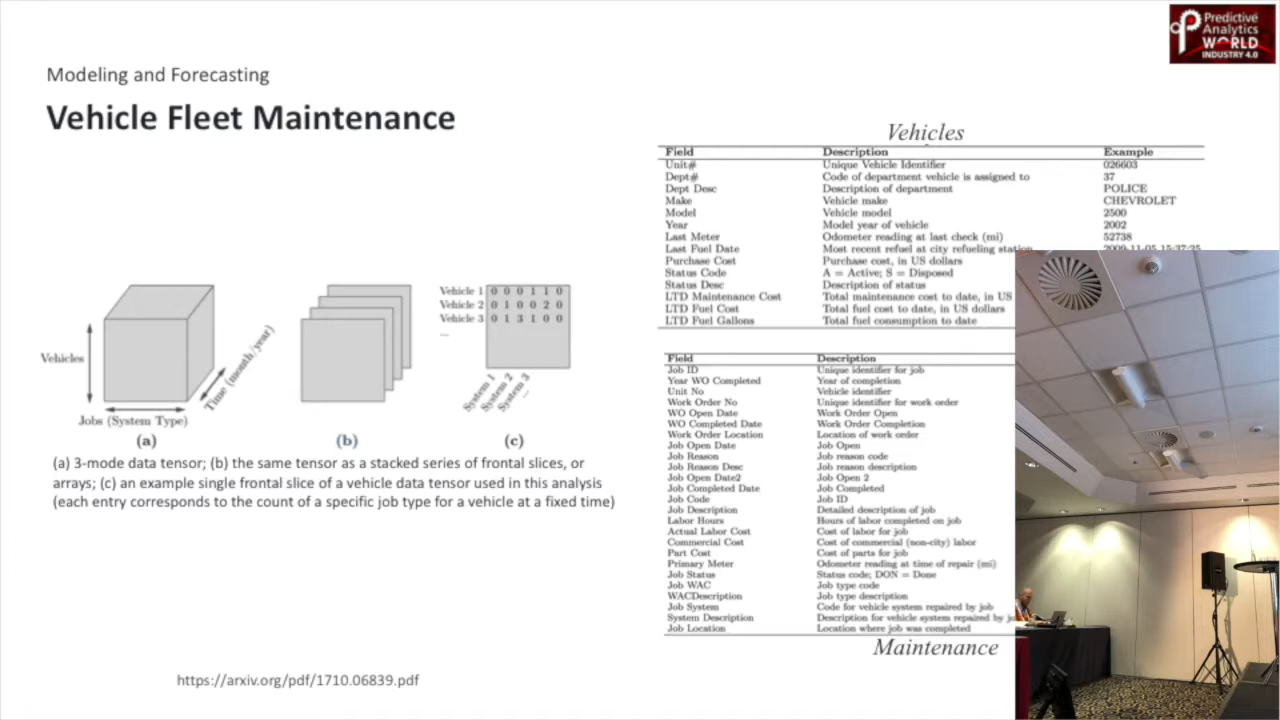 Predictive
Analytics
WORLD
INDUSTRY 4.0
Modeling and Forecasting
Vehicle Fleet Maintenance
Vehicles
Jobs (System Type)
Time (month/year)
(a)
(b)
Vehicle 1 0 0 0 1 1 0
Vehicle 2 0 1 0 0 2 0
Vehicle 3 0 1 3 1 0 0
...
System 1
System 2
System 3
...
(c)
(a) 3-mode data tensor; (b) the same tensor as a stacked series of frontal slices, or
arrays; (c) an example single frontal slice of a vehicle data tensor used in this analysis
(each entry corresponds to the count of a specific job type for a vehicle at a fixed time)
https://arxiv.org/pdf/1710.06839.pdf
Vehicles
Field Description Example
Unit# Unique Vehicle Identifier 026603
Dept# Code of department vehicle is assigned to 37
Dept Desc Description of department POLICE
Make Vehicle make CHEVROLET
Model Vehicle model 2500
Year Model year of vehicle 2002
Last Meter Odometer reading at last check (mi) 52738
Last Fuel Date Most recent refuel at city refueling station 2009-11-05 15:37:25
Purchase Cost Purchase cost, in US dollars
Status Code A = Active; S = Disposed
Status Desc Description of status
LTD Maintenance Cost Total maintenance cost to date, in US
LTD Fuel Cost Total fuel cost to date, in US dollars
LTD Fuel Gallons Total fuel consumption to date
Field Description
Job ID Unique identifier for job
Year WO Completed Year of completion
Unit No Vehicle identifier
Work Order No Unique identifier for work order
WO Open Date Work Order Open
WO Completed Date Work Order Completion
Work Order Location Location of work order
Job Open Date Job Open
Job Reason Job reason code
Job Reason Desc Job reason description
Job Open Date2 Job Open 2
Job Completed Date Job Completed
Job Code Job ID
Job Description Detailed description of job
Labor Hours Hours of labor completed on job
Actual Labor Cost Cost of labor for job
Commercial Cost Cost of commercial (non-city) labor
Part Cost Cost of parts for job
Primary Meter Odometer reading at time of repair (mi)
Job Status Status code; DON = Done
Job WAC Job type code
WACDescription Job type description
Job System Code for vehicle system repaired by job
System Description Description for vehicle system repaired by
Job Location Location where job was completed
Maintenance